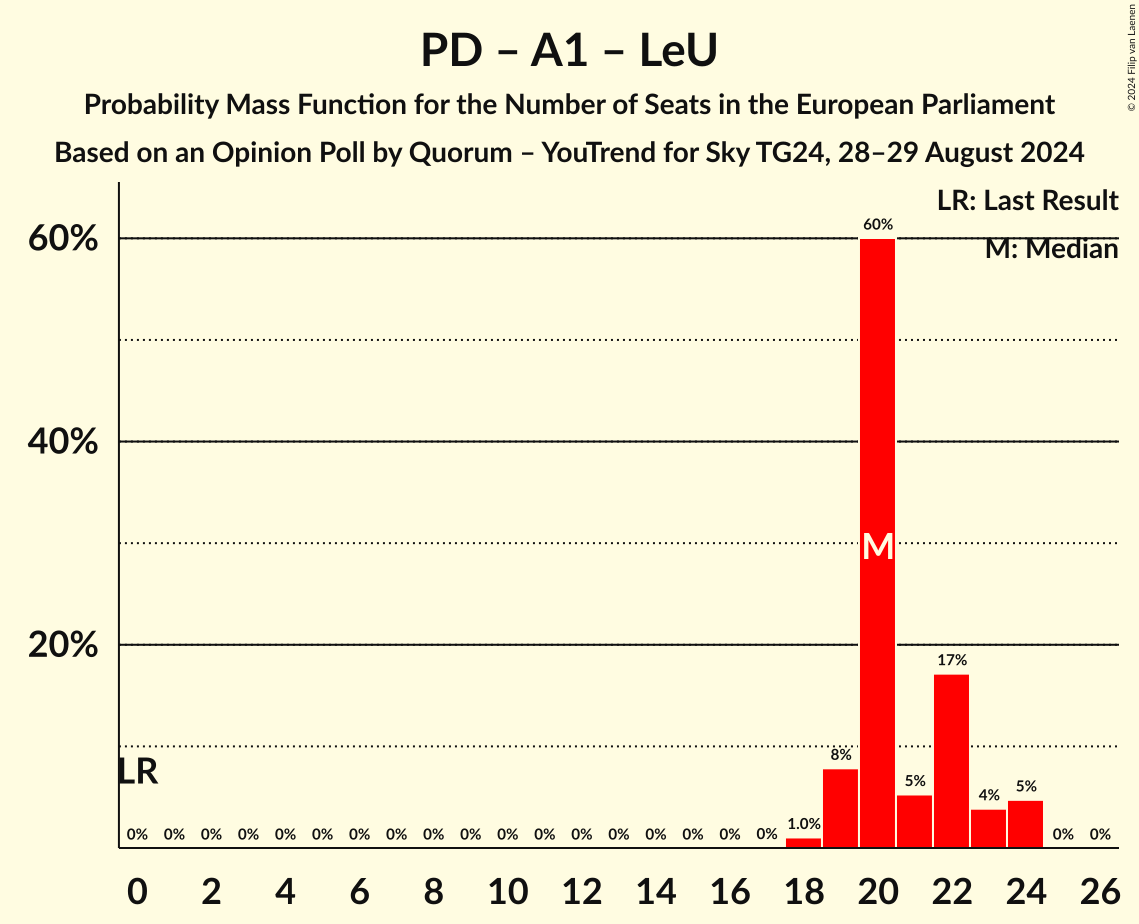 PD – A1 – LeU
Probability Mass Function for the Number of Seats in the European Parliament
Based on an Opinion Poll by Quorum – YouTrend for Sky TG24, 28–29 August 2024
© 2024 Filip van Laenen
LR: Last Result
M: Median
60%
40%
20%
60%
M
17%
8%
5%
4%
5%
1.0%
LR
0% 0% 0% 0% 0% 0% 0% 0% 0% 0% 0% 0% 0% 0% 0% 0% 0% 0% 0% 0%
0 2 4 6 8 10 12 14 16 18 20 22 24 26